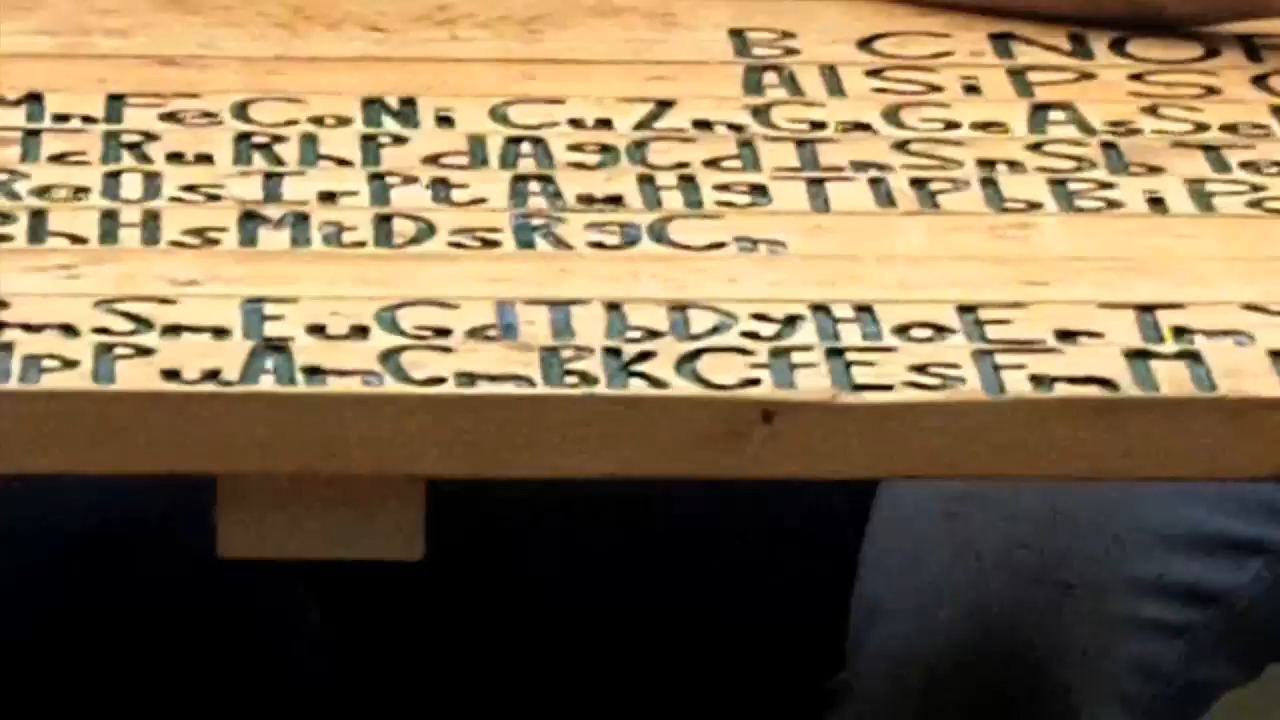 B C N O F
Al Si P S C
Mn Fe Co Ni Cu Zn Ga Ge As Se
Tc Ru Rh Pd Ag Cd In Sn Sb Te
Re Os Ir Pt Au Hg Tl Pb Bi Po
Bh Hs Mt Ds Rg Cn
Pm Sm Eu Gd Tb Dy Ho Er Tm Y
Np Pu Am Cm Bk Cf Es Fm M